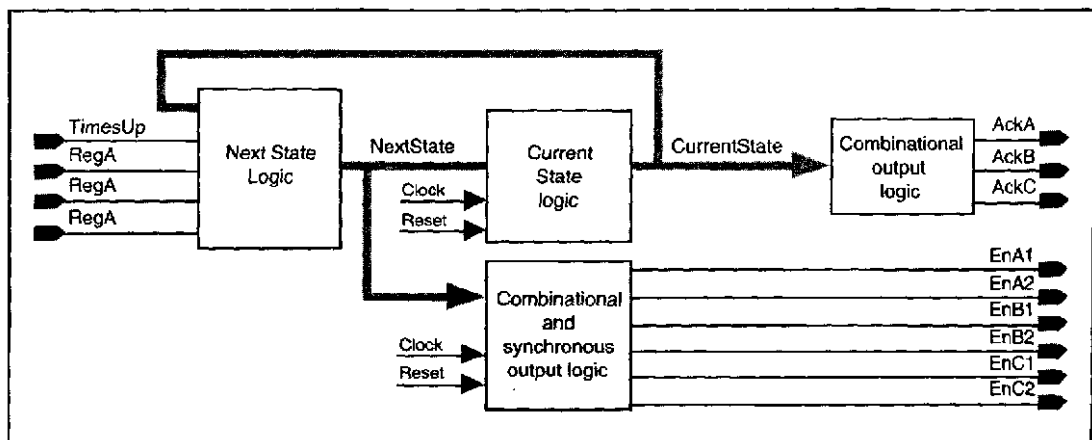 TimesUp
RegA
RegA
RegA
Next State
Logic
NextState
Clock
Reset
Current
State
logic
CurrentState
Combinational
output
logic
AckA
AckB
AckC
Clock
Reset
Combinational
and
synchronous
output logic
EnA1
EnA2
EnB1
EnB2
EnC1
EnC2